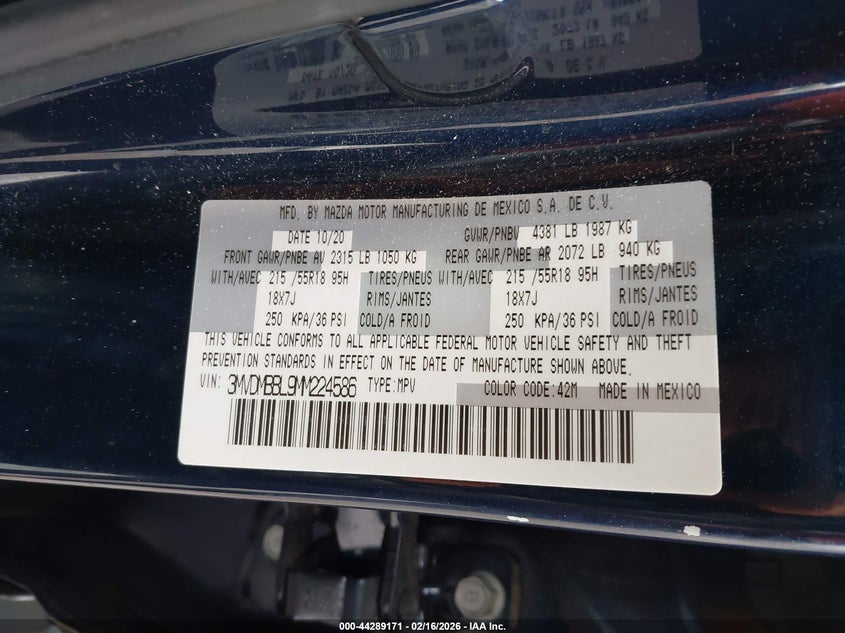 MFD. BY MAZDA MOTOR MANUFACTURING DE MEXICO S.A. DE C.V.
DATE 10/20 GVWR/PNBV 4381 LB 1987 KG
FRONT GAWR/PNBE AV 2315 LB 1050 KG REAR GAWR/PNBE AR 2072 LB 940 KG
WITH/AVEC 215 /55R18 95H TIRES/PNEUS WITH/AVEC 215 /55R18 95H TIRES/PNEUS
18X7J RIMS/JANTES 18X7J RIMS/JANTES
250 KPA/36 PSI COLD/A FROID 250 KPA/36 PSI COLD/A FROID
THIS VEHICLE CONFORMS TO ALL APPLICABLE FEDERAL MOTOR VEHICLE SAFETY AND THEFT
PREVENTION STANDARDS IN EFFECT ON THE DATE OF MANUFACTURE SHOWN ABOVE.
VIN: 3MVDMBBL9MM224586 TYPE:MPV COLOR CODE:42M MADE IN MEXICO
000-44289171 - 02/16/2026 - IAA Inc.